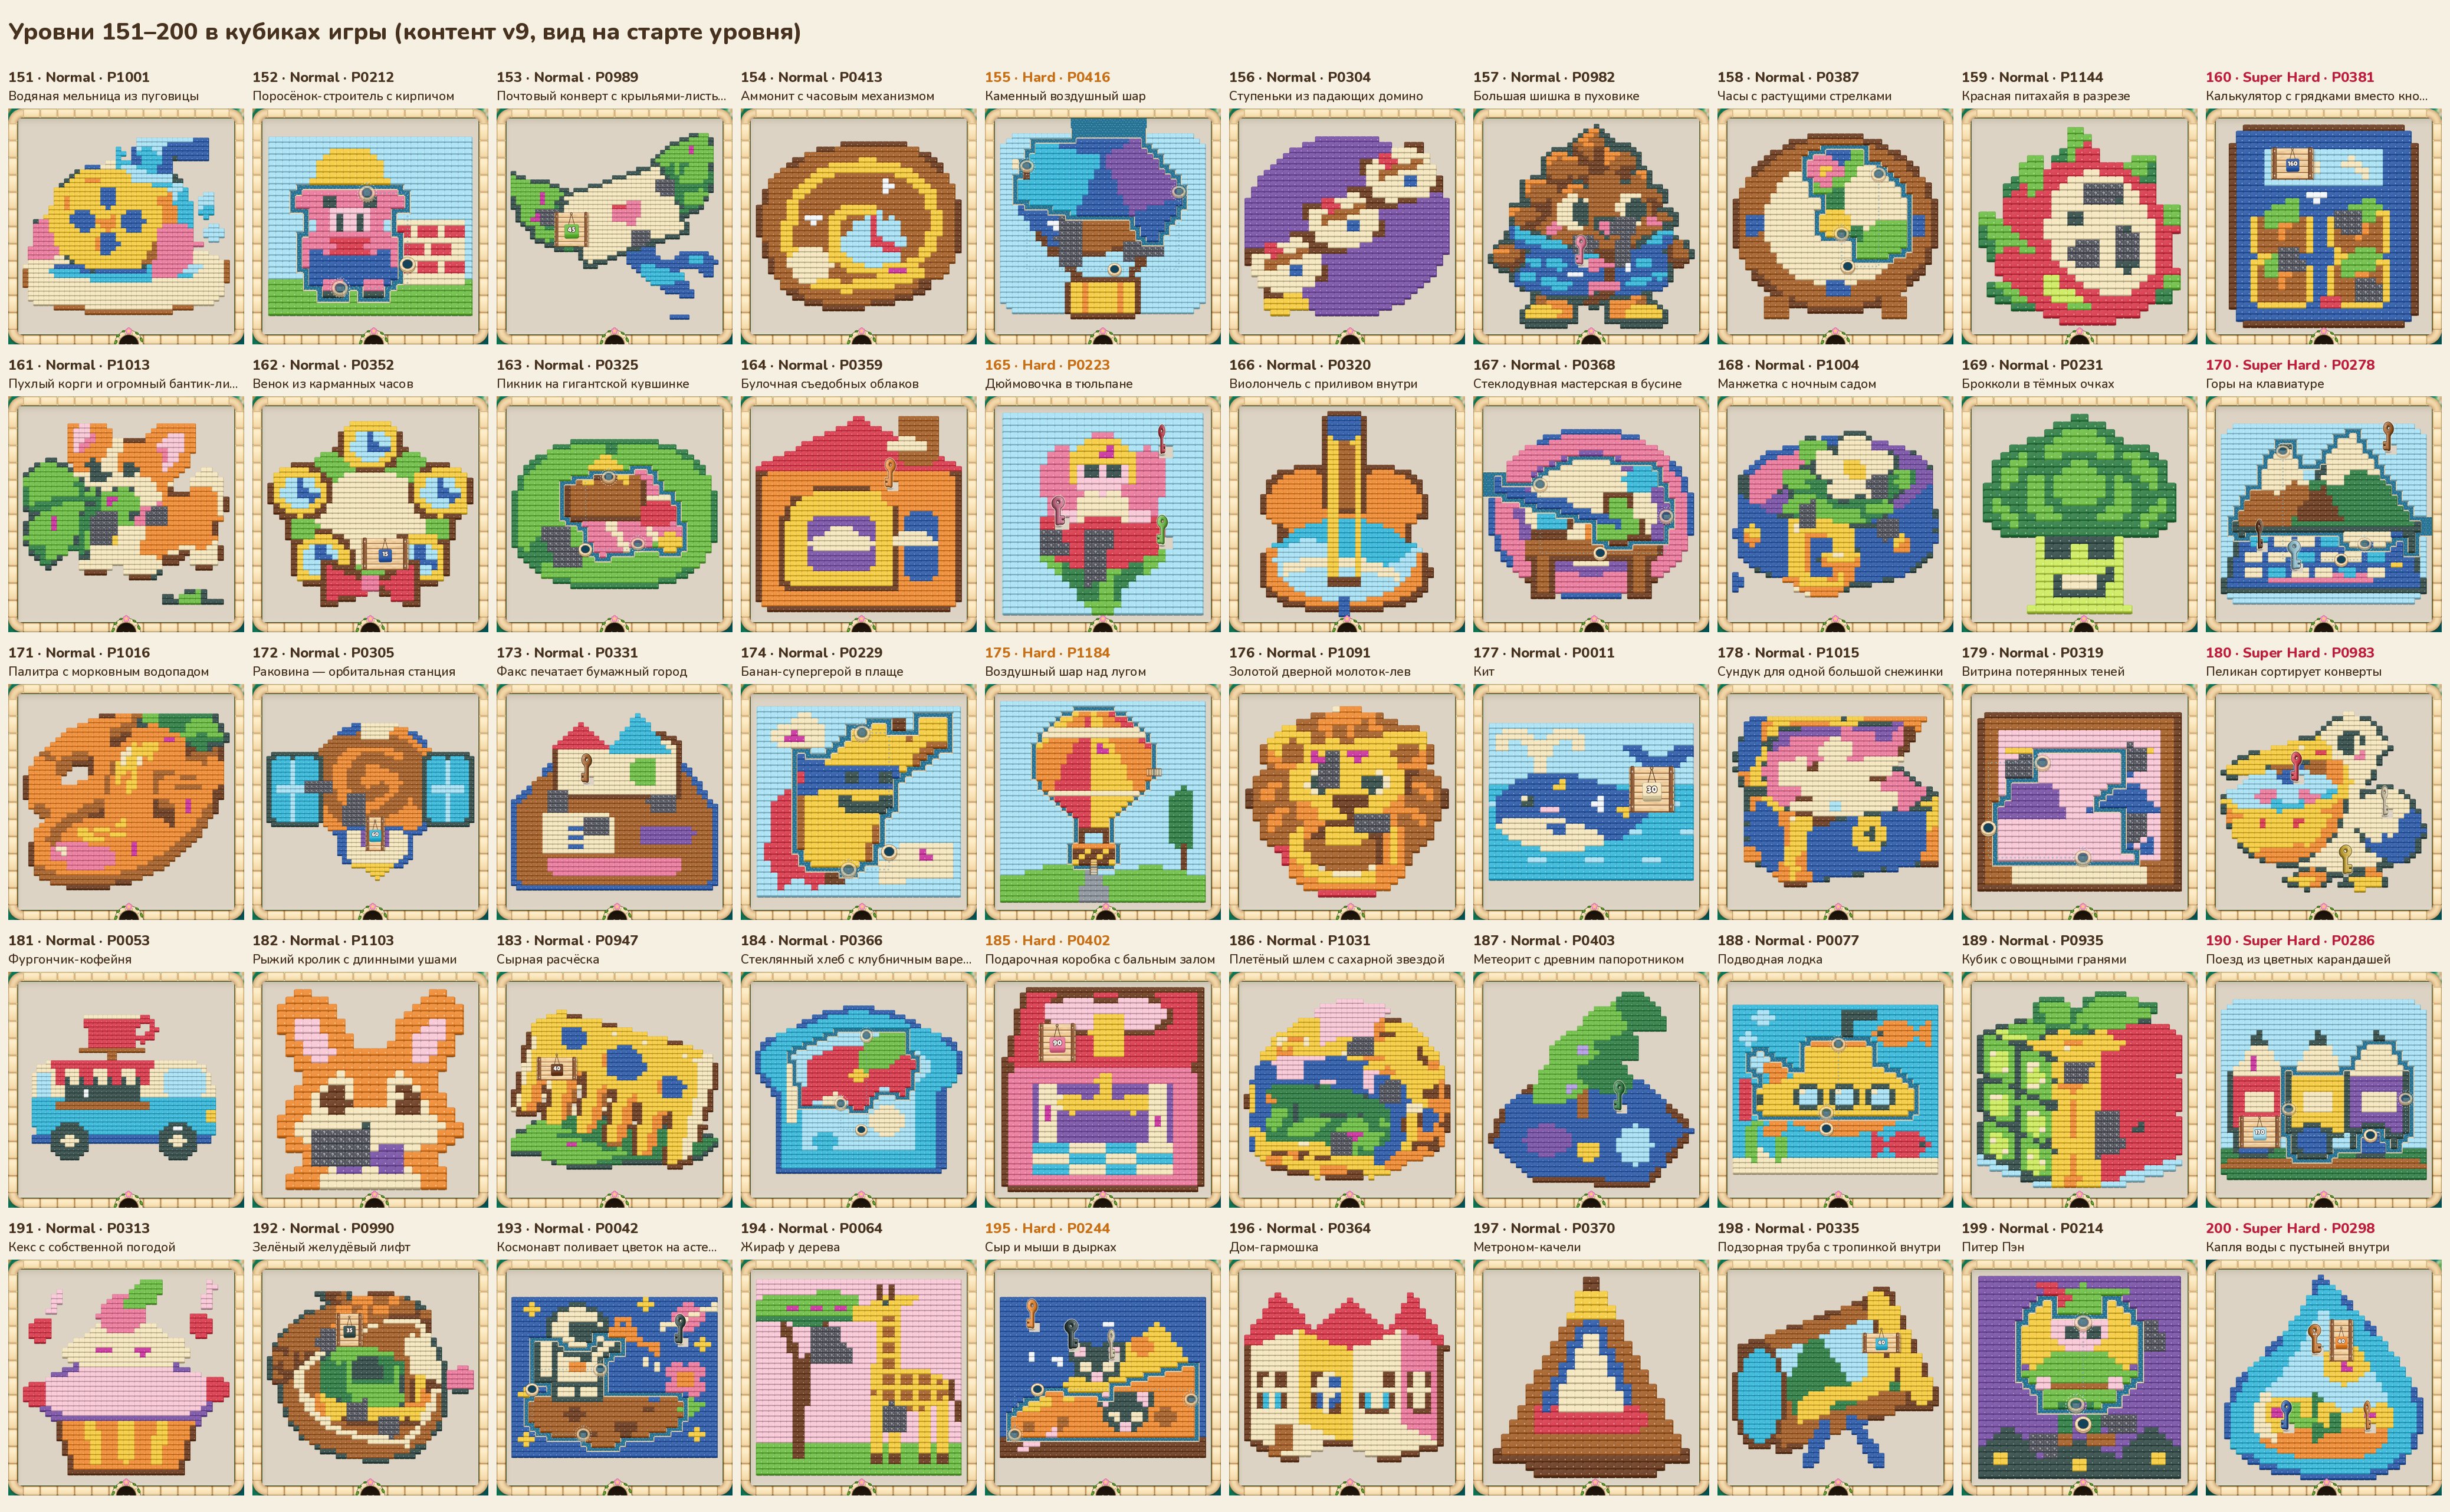 Уровни 151–200 в кубиках игры (контент v9, вид на старте уровня)
151 · Normal · P1001
Водяная мельница из пуговицы
152 · Normal · P0212
Поросёнок-строитель с кирпичом
153 · Normal · P0989
Почтовый конверт с крыльями-листь…
45
154 · Normal · P0413
Аммонит с часовым механизмом
155 · Hard · P0416
Каменный воздушный шар
156 · Normal · P0304
Ступеньки из падающих домино
157 · Normal · P0982
Большая шишка в пуховике
158 · Normal · P0387
Часы с растущими стрелками
159 · Normal · P1144
Красная питахайя в разрезе
160 · Super Hard · P0381
Калькулятор с грядками вместо кно…
160
161 · Normal · P1013
Пухлый корги и огромный бантик-ли…
162 · Normal · P0352
Венок из карманных часов
15
163 · Normal · P0325
Пикник на гигантской кувшинке
164 · Normal · P0359
Булочная съедобных облаков
165 · Hard · P0223
Дюймовочка в тюльпане
166 · Normal · P0320
Виолончель с приливом внутри
167 · Normal · P0368
Стеклодувная мастерская в бусине
168 · Normal · P1004
Манжетка с ночным садом
169 · Normal · P0231
Брокколи в тёмных очках
170 · Super Hard · P0278
Горы на клавиатуре
171 · Normal · P1016
Палитра с морковным водопадом
172 · Normal · P0305
Раковина — орбитальная станция
60
173 · Normal · P0331
Факс печатает бумажный город
174 · Normal · P0229
Банан-супергерой в плаще
175 · Hard · P1184
Воздушный шар над лугом
176 · Normal · P1091
Золотой дверной молоток-лев
177 · Normal · P0011
Кит
30
178 · Normal · P1015
Сундук для одной большой снежинки
179 · Normal · P0319
Витрина потерянных теней
180 · Super Hard · P0983
Пеликан сортирует конверты
181 · Normal · P0053
Фургончик-кофейня
182 · Normal · P1103
Рыжий кролик с длинными ушами
183 · Normal · P0947
Сырная расчёска
40
184 · Normal · P0366
Стеклянный хлеб с клубничным варе…
185 · Hard · P0402
Подарочная коробка с бальным залом
90
186 · Normal · P1031
Плетёный шлем с сахарной звездой
187 · Normal · P0403
Метеорит с древним папоротником
188 · Normal · P0077
Подводная лодка
189 · Normal · P0935
Кубик с овощными гранями
190 · Super Hard · P0286
Поезд из цветных карандашей
130
191 · Normal · P0313
Кекс с собственной погодой
192 · Normal · P0990
Зелёный желудёвый лифт
193 · Normal · P0042
Космонавт поливает цветок на асте…
194 · Normal · P0064
Жираф у дерева
195 · Hard · P0244
Сыр и мыши в дырках
196 · Normal · P0364
Дом-гармошка
197 · Normal · P0370
Метроном-качели
198 · Normal · P0335
Подзорная труба с тропинкой внутри
40
199 · Normal · P0214
Питер Пэн
200 · Super Hard · P0298
Капля воды с пустыней внутри